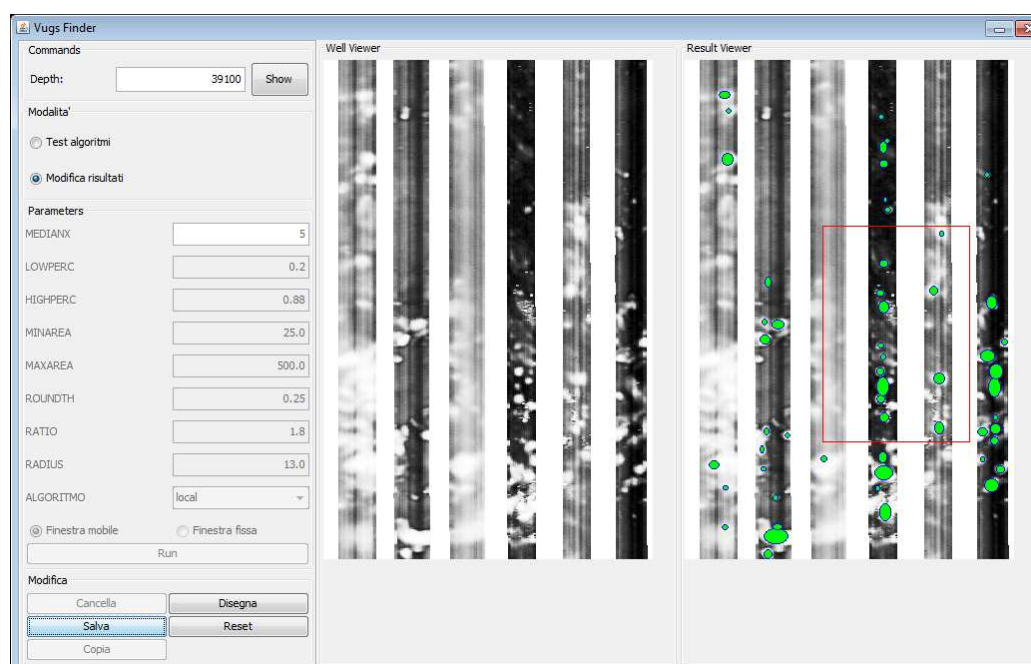 Vugs Finder
Commands
Depth: 39100 Show
Modalita'
Test algoritmi
Modifica risultati
Parameters
MEDIANX 5
LOWPERC 0.2
HIGHPERC 0.88
MINAREA 25.0
MAXAREA 500.0
ROUNDTH 0.25
RATIO 1.8
RADIUS 13.0
ALGORITMO local
Finestra mobile Finestra fissa
Run
Modifica
Cancella Disegna
Salva Reset
Copia
Well Viewer
Result Viewer